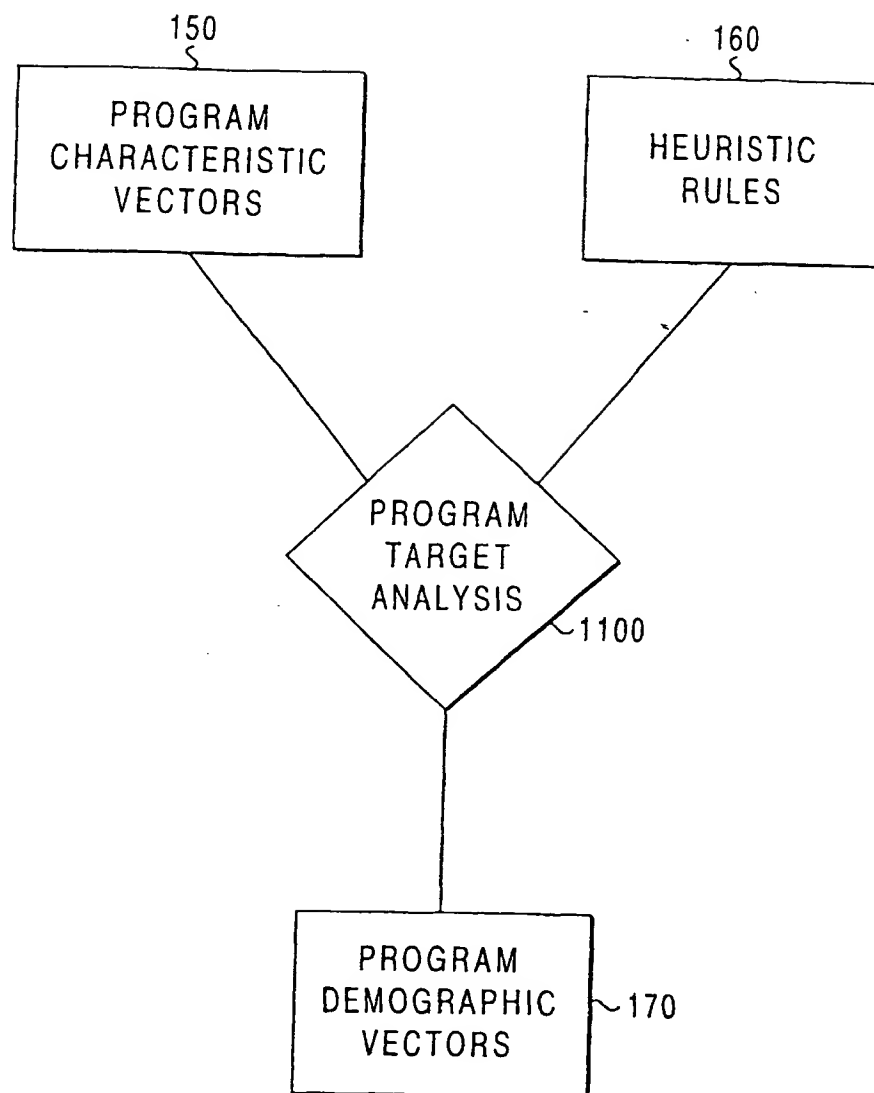 150
PROGRAM
CHARACTERISTIC
VECTORS
160
HEURISTIC
RULES
PROGRAM
TARGET
ANALYSIS
1100
PROGRAM
DEMOGRAPHIC
VECTORS
170